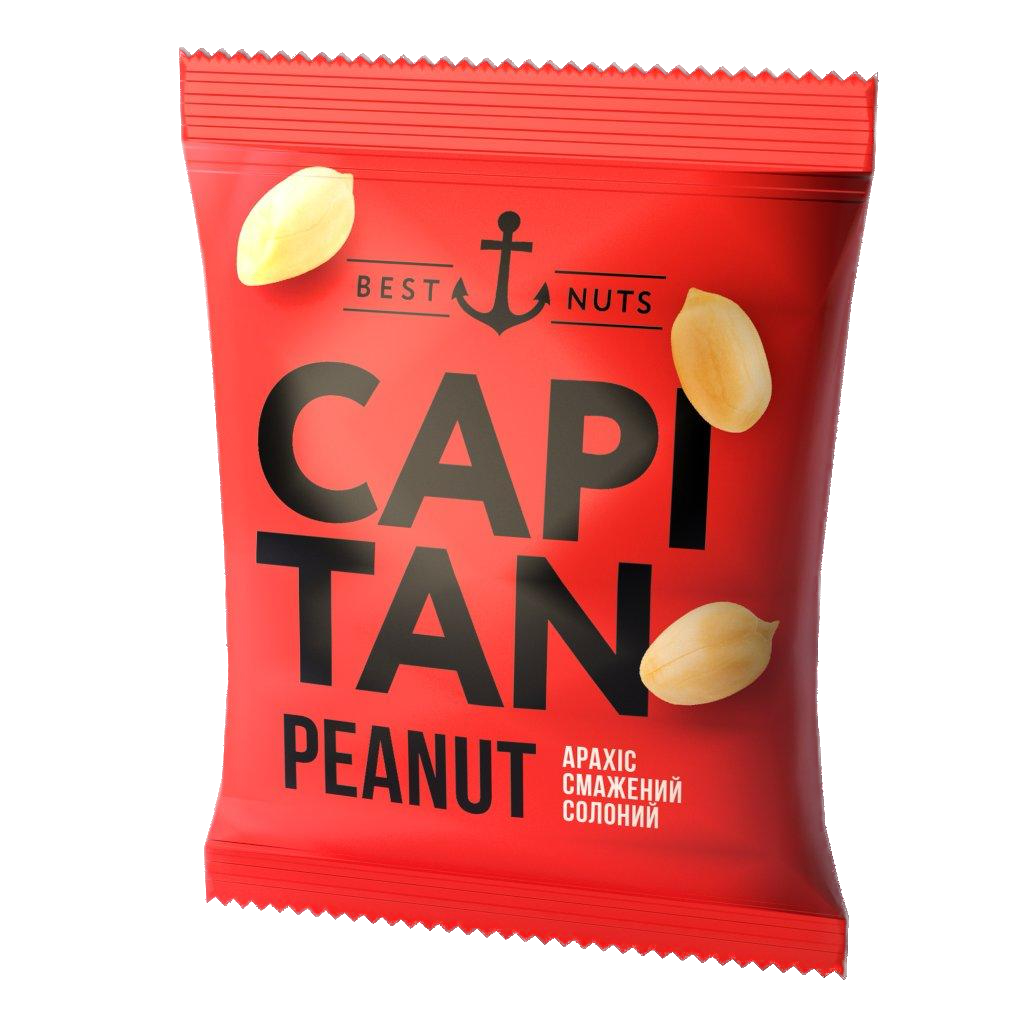 BEST NUTS
CAPI
TAN
PEANUT
АРАХІС
СМАЖЕНИЙ
СОЛОНИЙ